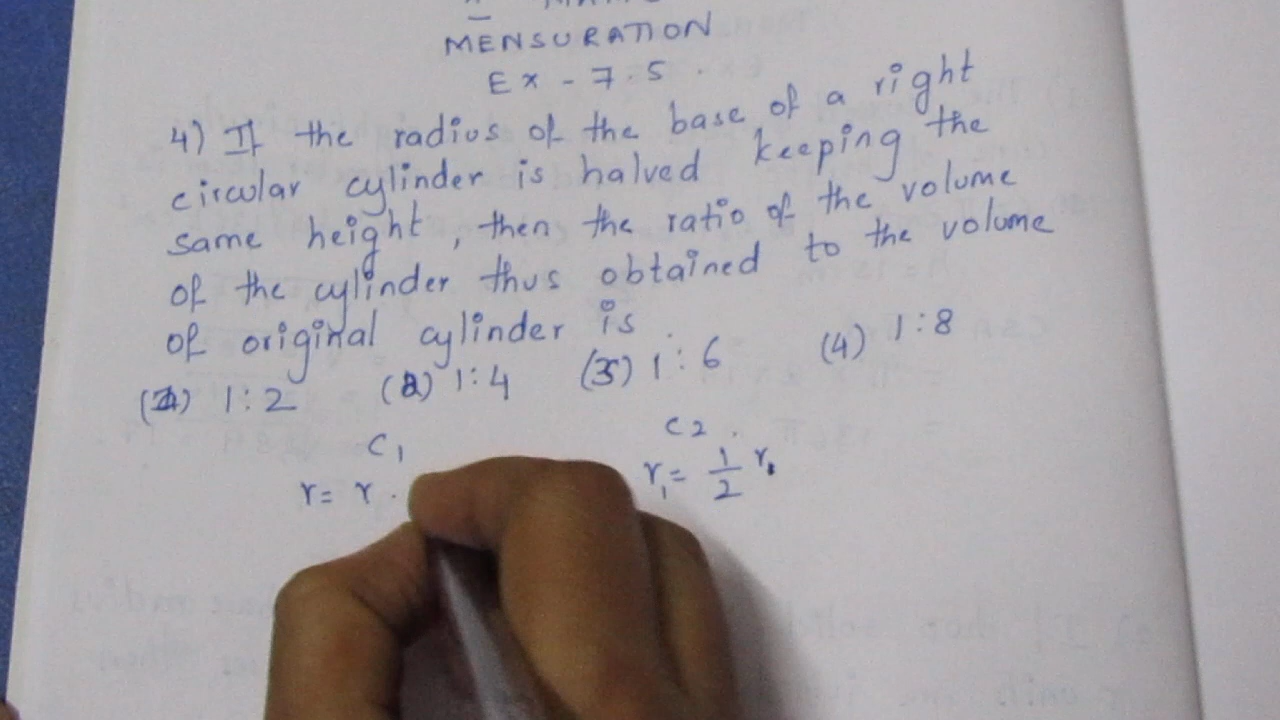 MENSURATION
Ex - 7.5.
4) If the radius of the base of a right
circular cylinder is halved keeping the
same height, then the ratio of the volume
of the cylinder thus obtained to the volume
of original cylinder is
1:2 (2) 1:4 (3) 1:6 (4) 1:8
C1 C2.
r= r. r1= 1/2 r